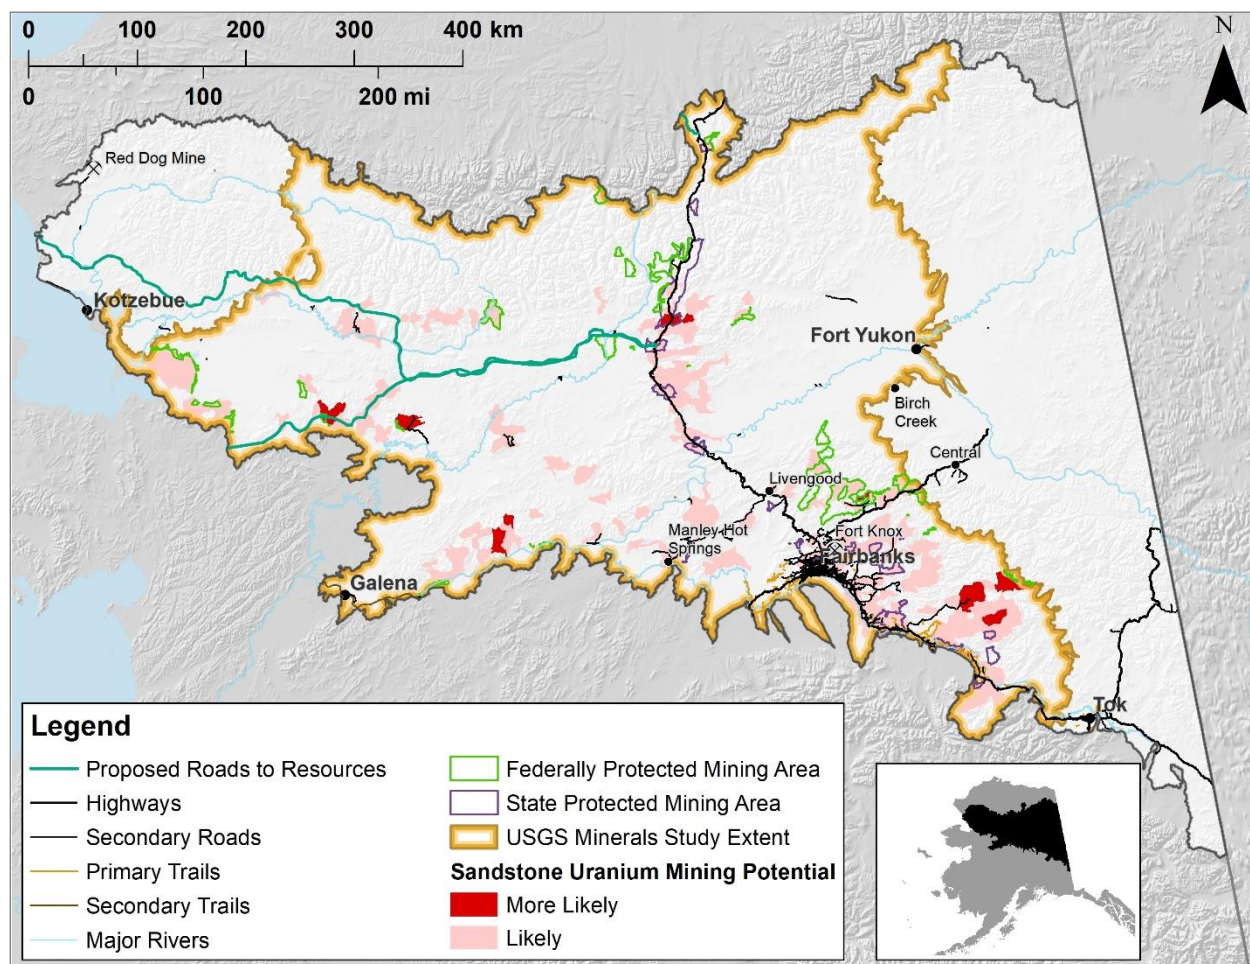 0 100 200 300 400 km
0 100 200 mi
N
Red Dog Mine
Kotzebue
Fort Yukon
Birch
Creek
Central
Livengood
Manley Hot
Springs
Fort Knox
Fairbanks
Galena
Tok
Legend
Proposed Roads to Resources
Highways
Secondary Roads
Primary Trails
Secondary Trails
Major Rivers
Federally Protected Mining Area
State Protected Mining Area
USGS Minerals Study Extent
Sandstone Uranium Mining Potential
More Likely
Likely